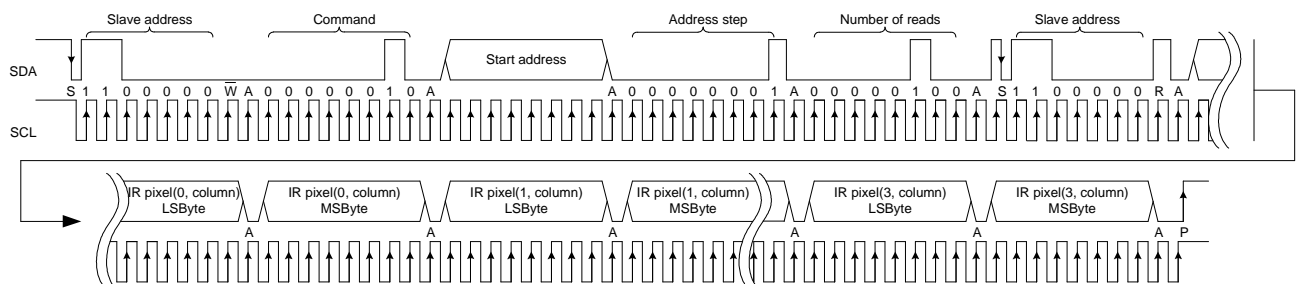 Slave address Command Address step Number of reads Slave address
SDA
Start address
S 1 1 0 0 0 0 0 W̅ A 0 0 0 0 0 0 1 0 A A 0 0 0 0 0 0 0 1 A 0 0 0 0 0 1 0 0 A S 1 1 0 0 0 0 0 R A
SCL
IR pixel(0, column) LSByte
IR pixel(0, column) MSByte
IR pixel(1, column) LSByte
IR pixel(1, column) MSByte
IR pixel(3, column) LSByte
IR pixel(3, column) MSByte
A A A A A A P